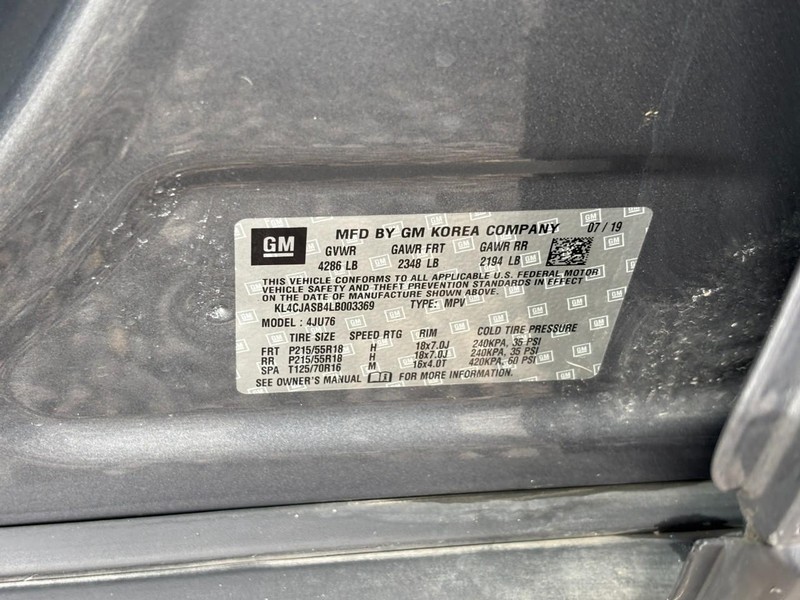 GM MFD BY GM KOREA COMPANY 07/19
GVWR GAWR FRT GAWR RR
4286 LB 2348 LB 2194 LB
THIS VEHICLE CONFORMS TO ALL APPLICABLE U.S. FEDERAL MOTOR
VEHICLE SAFETY AND THEFT PREVENTION STANDARDS IN EFFECT
ON THE DATE OF MANUFACTURE SHOWN ABOVE.
KL4CJASB4LB003369 TYPE: MPV
MODEL: 4JU76
TIRE SIZE SPEED RTG RIM COLD TIRE PRESSURE
FRT P215/55R18 H 18x7.0J 240KPA, 35 PSI
RR P215/55R18 H 18x7.0J 240KPA, 35 PSI
SPA T125/70R16 M 16x4.0T 420KPA, 60 PSI
SEE OWNER'S MANUAL FOR MORE INFORMATION.